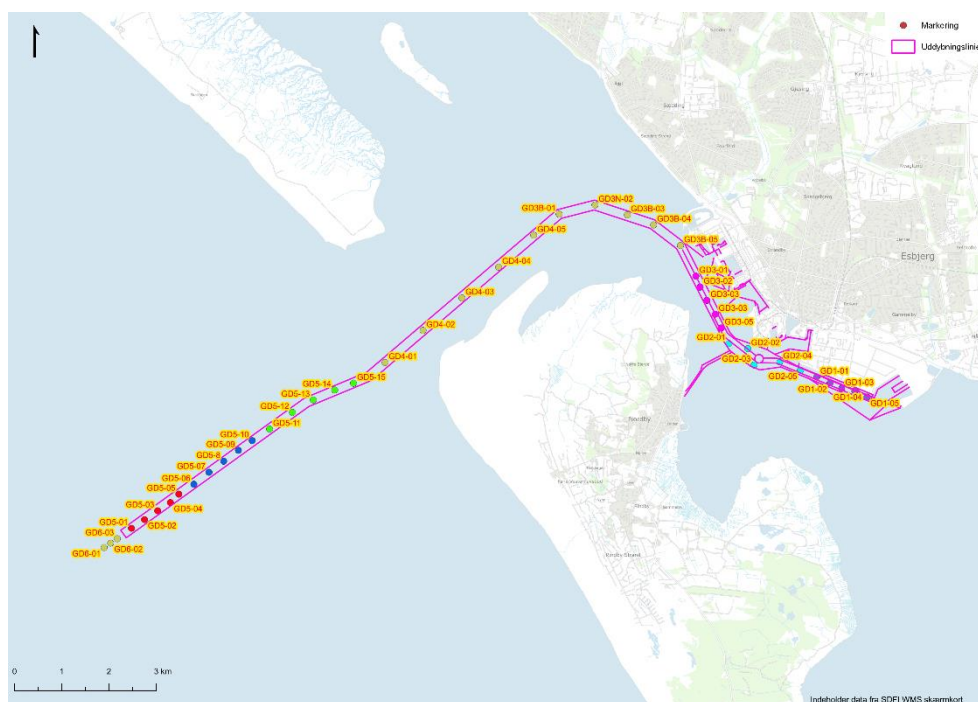 Markering
Uddybningslinie
GD3B-01
GD3N-02
GD3B-03
GD3B-04
GD3B-05
GD4-05
GD4-04
GD4-03
GD4-02
GD4-01
GD3-01
GD3-02
GD3-03
GD3-03
GD3-05
GD2-01
GD2-02
GD2-03
GD2-04
GD2-05
GD1-01
GD1-02
GD1-03
GD1-04
GD1-05
Esbjerg
Nordby
GD5-15
GD5-14
GD5-13
GD5-12
GD5-11
GD5-10
GD5-09
GD5-8
GD5-07
GD5-06
GD5-05
GD5-04
GD5-03
GD5-02
GD5-01
GD6-03
GD6-02
GD6-01
0 1 2 3 km
Indeholder data fra SDFI WMS skærmkort